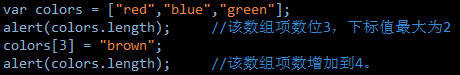 var colors = ["red","blue","green"];
alert(colors.length);     //该数组项数位3，下标值最大为2
colors[3] = "brown";
alert(colors.length);     //该数组项数增加到4。